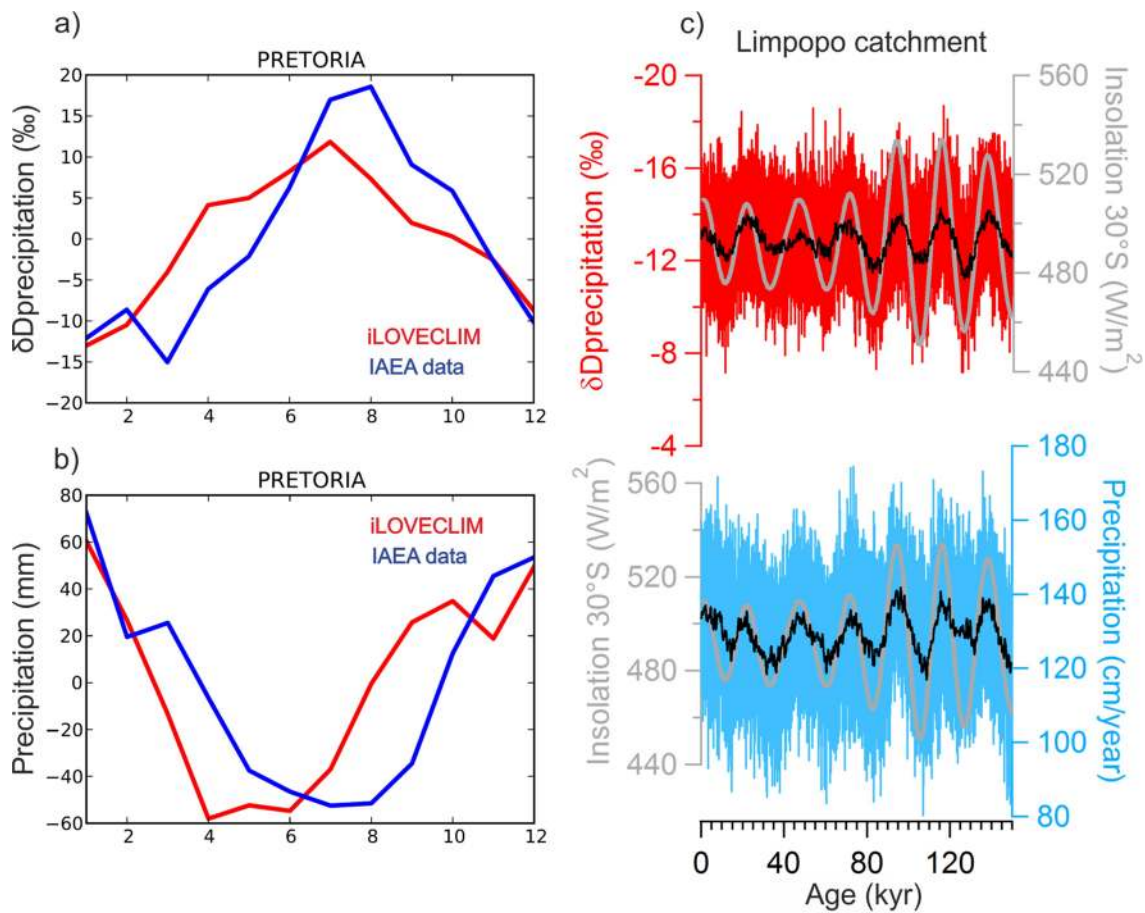 a)
PRETORIA
δDprecipitation (‰)
20
15
10
5
0
−5
−10
−15
−20
iLOVECLIM
IAEA data
2 4 6 8 10 12
b)
PRETORIA
Precipitation (mm)
80
60
40
20
0
−20
−40
−60
iLOVECLIM
IAEA data
2 4 6 8 10 12
c)
Limpopo catchment
δDprecipitation (‰)
-20
-16
-12
-8
-4
560
520
480
440
Insolation 30°S (W/m²)
Insolation 30°S (W/m²)
560
520
480
440
180
160
140
120
100
80
Precipitation (cm/year)
0 40 80 120
Age (kyr)